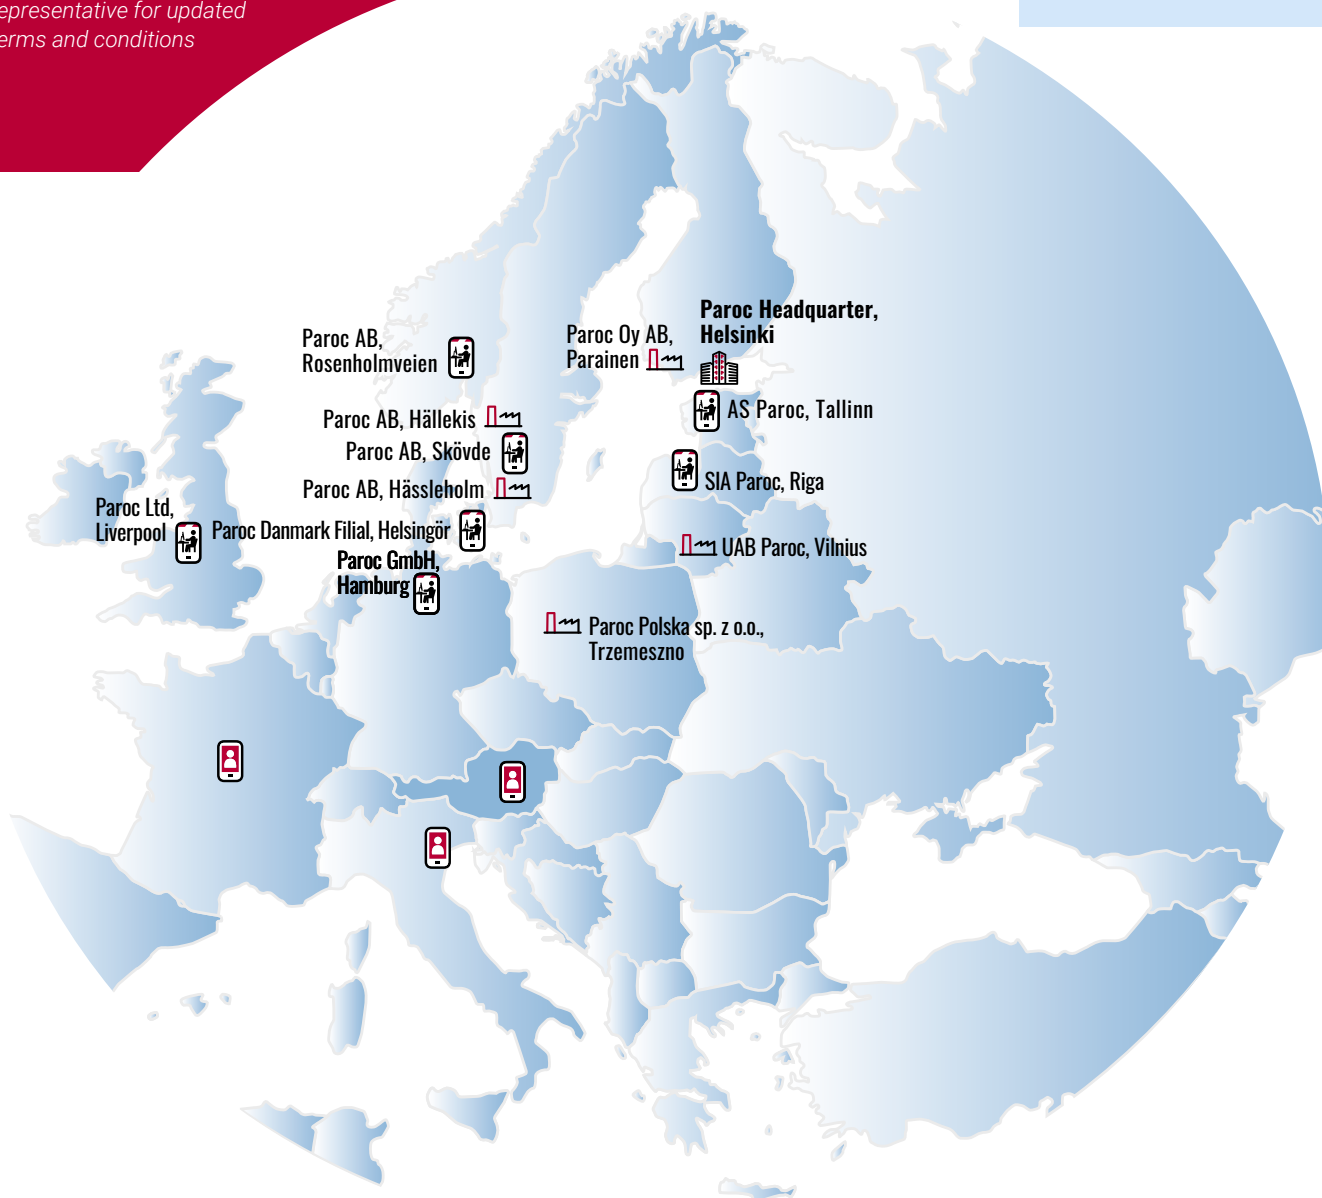 epresentative for updated
erms and conditions
Paroc Headquarter,
Helsinki
Paroc Oy AB,
Parainen
Paroc AB,
Rosenholmveien
AS Paroc, Tallinn
Paroc AB, Hällekis
Paroc AB, Skövde
SIA Paroc, Riga
Paroc AB, Hässleholm
Paroc Ltd,
Liverpool
Paroc Danmark Filial, Helsingör
UAB Paroc, Vilnius
Paroc GmbH,
Hamburg
Paroc Polska sp. z o.o.,
Trzemeszno